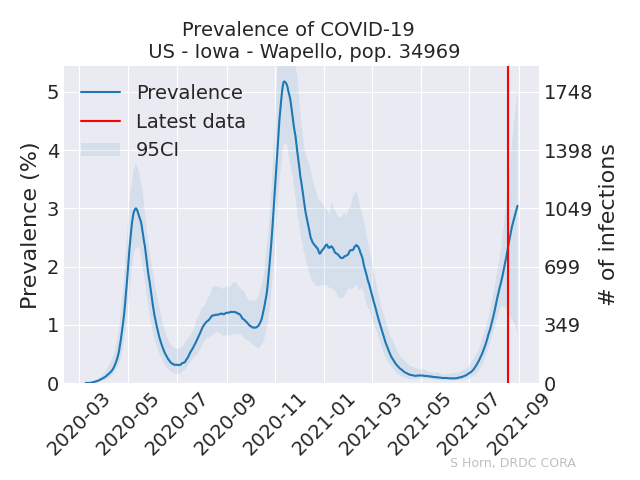 Prevalence of COVID-19
US - Iowa - Wapello, pop. 34969
Prevalence
Latest data
95CI
Prevalence (%)
5
4
3
2
1
0
1748
1398
1049
699
349
0
# of infections
2020-03
2020-05
2020-07
2020-09
2020-11
2021-01
2021-03
2021-05
2021-07
2021-09
S Horn, DRDC CORA